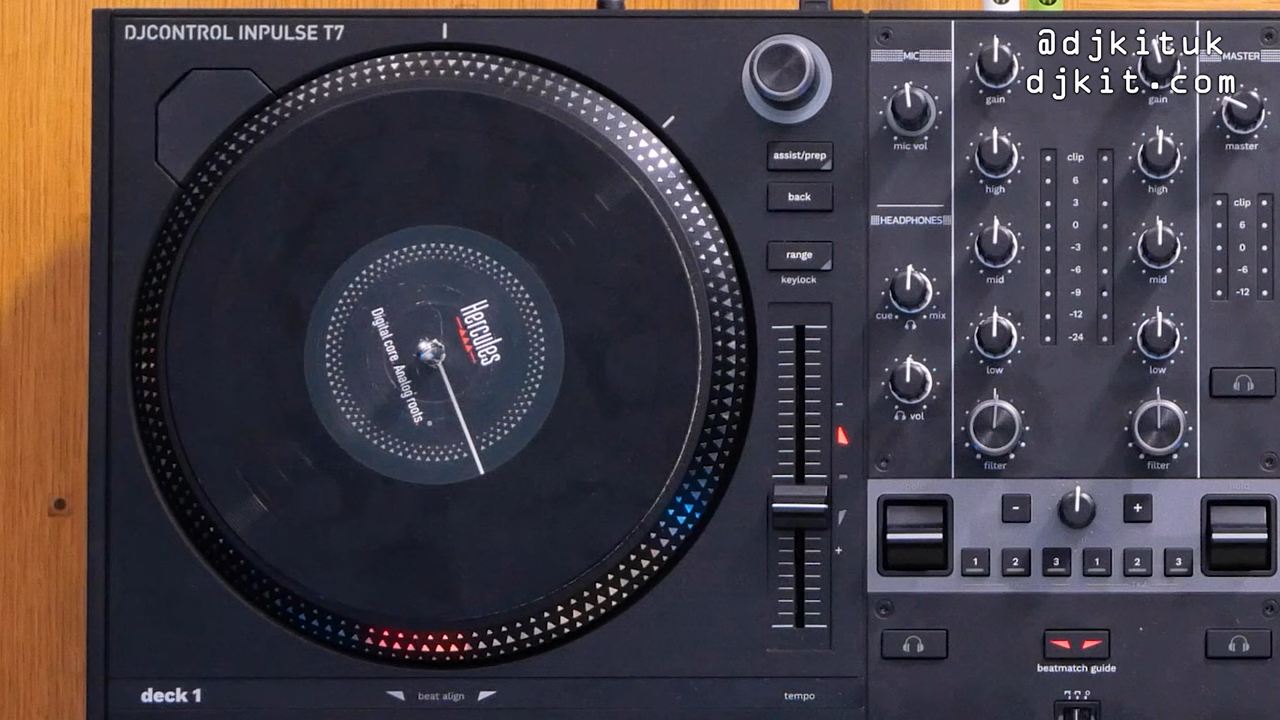 DJCONTROL INPULSE T7
@djkituk
djkit.com
MIC
mic vol
HEADPHONES
cue mix
vol
assist/prep
back
range
keylock
gain
high
mid
low
filter
clip
6
3
0
-3
-6
-9
-12
-24
gain
high
mid
low
filter
MASTER
master
clip
6
0
-6
-12
Hercules
Digital core. Analog roots.
-
+
- +
1 2 3 1 2 3
beatmatch guide
deck 1
beat align
tempo